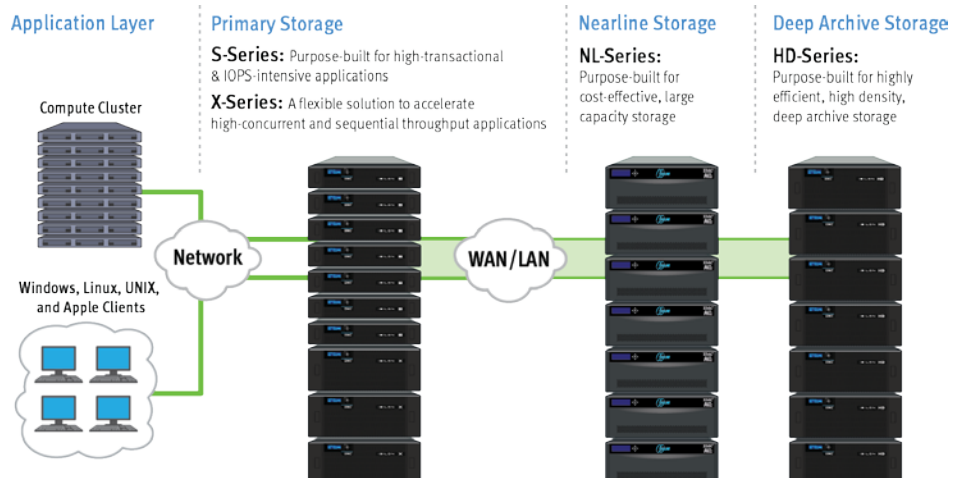 Application Layer
Primary Storage
Nearline Storage
Deep Archive Storage
S-Series: Purpose-built for high-transactional
& IOPS-intensive applications
X-Series: A flexible solution to accelerate
high-concurrent and sequential throughput applications
NL-Series:
Purpose-built for
cost-effective, large
capacity storage
HD-Series:
Purpose-built for highly
efficient, high density,
deep archive storage
Compute Cluster
Network
WAN/LAN
Windows, Linux, UNIX,
and Apple Clients